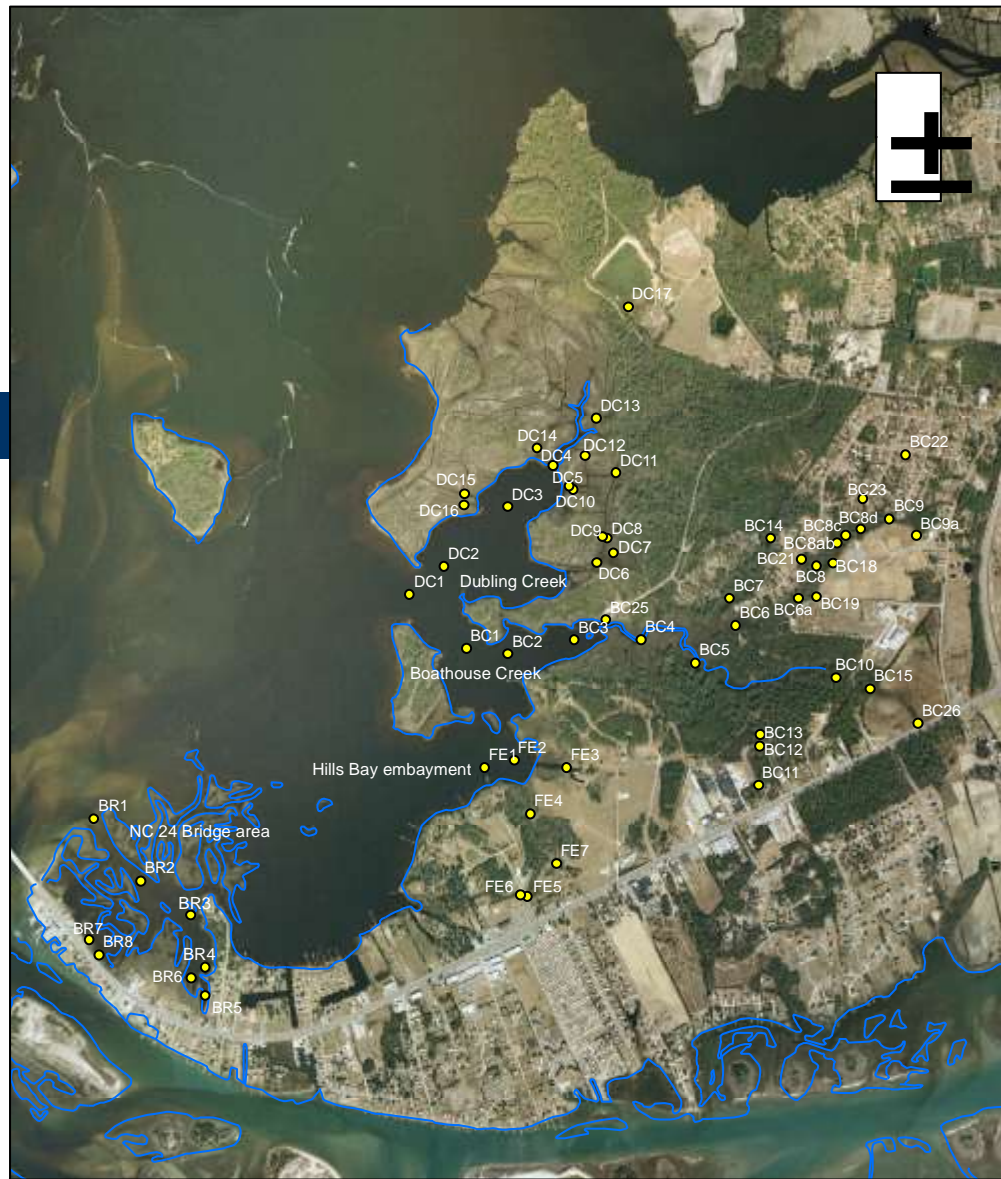 DC17
DC13
DC14
DC4
DC12
DC11
DC5
DC10
DC15
DC16
DC3
BC22
BC23
BC9
BC8d
BC8c
BC9a
BC8ab
BC14
BC21
BC8
BC18
DC9
DC8
DC7
DC6
DC2
DC1
Dubling Creek
BC7
BC6a
BC19
BC6
BC25
BC3
BC4
BC1
BC2
BC5
Boathouse Creek
BC10
BC15
BC26
BC13
BC12
BC11
FE1
FE2
FE3
Hills Bay embayment
FE4
BR1
NC 24 Bridge area
BR2
FE7
FE6
FE5
BR3
BR7
BR8
BR4
BR6
BR5